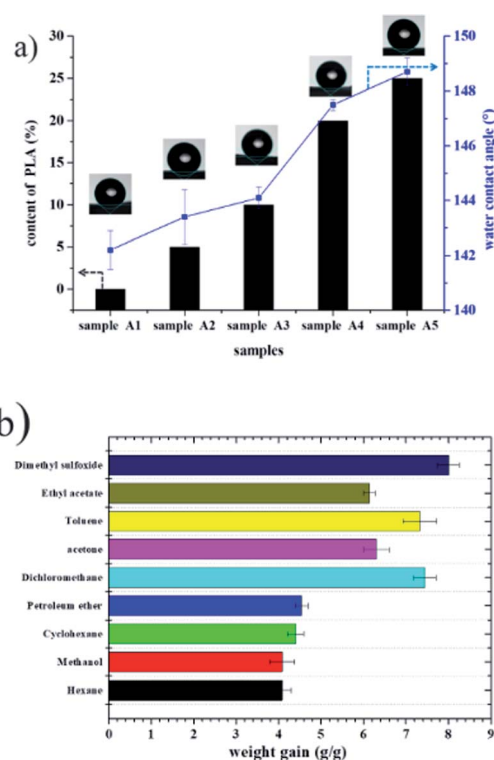 a)
30
25
20
15
10
5
0
content of PLA (%)
150
148
146
144
142
140
water contact angle (°)
sample A1 sample A2 sample A3 sample A4 sample A5
samples
b)
Dimethyl sulfoxide
Ethyl acetate
Toluene
acetone
Dichloromethane
Petroleum ether
Cyclohexane
Methanol
Hexane
0 1 2 3 4 5 6 7 8 9
weight gain (g/g)